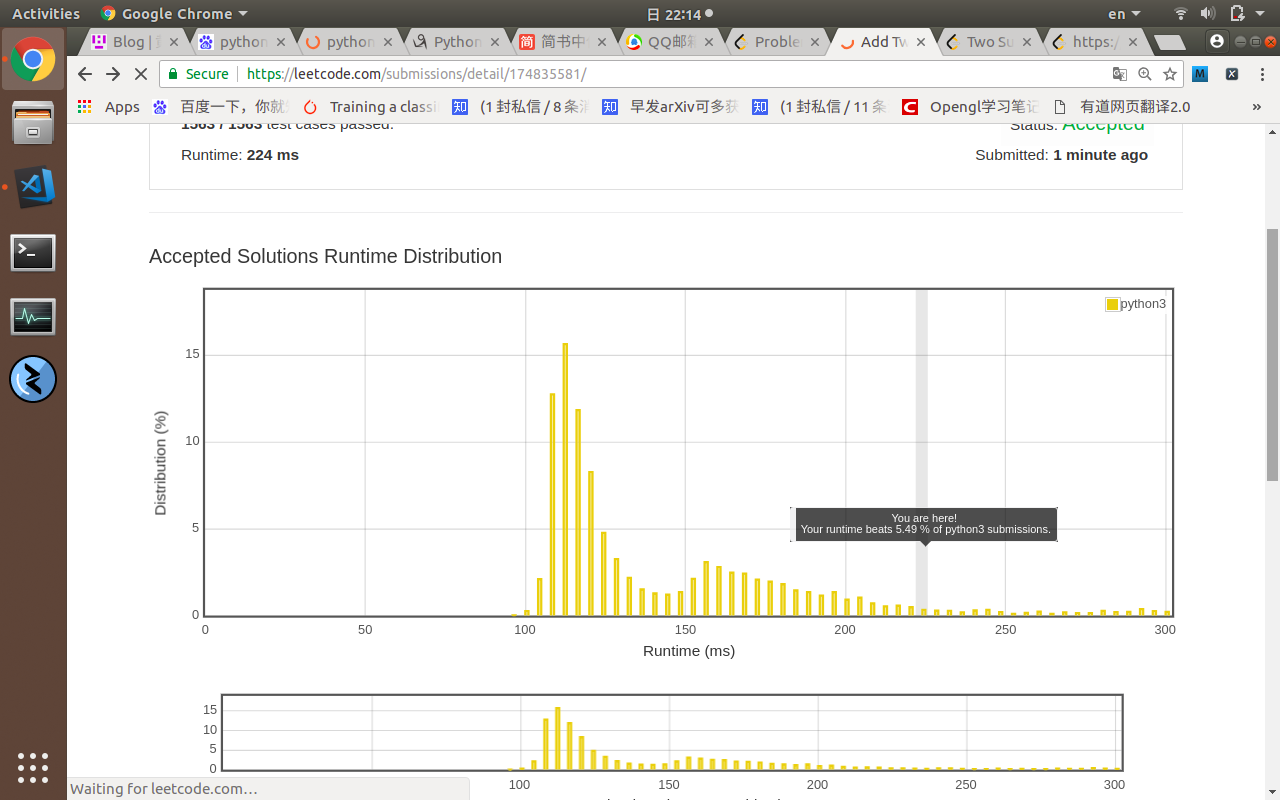 Activities Google Chrome 日 22:14 en
Blog | python python Python 简书中 QQ邮箱 Proble Add Tw Two Su https:/
Secure https://leetcode.com/submissions/detail/174835581/
Apps 百度一下，你就 Training a classi (1 封私信 / 8 条消 早发arXiv可多获 (1 封私信 / 11 条 Opengl学习笔记 有道网页翻译2.0 »
1563 / 1563 test cases passed. Status: Accepted
Runtime: 224 ms Submitted: 1 minute ago
Accepted Solutions Runtime Distribution
python3
15
10
5
0
Distribution (%)
You are here!
Your runtime beats 5.49 % of python3 submissions.
0 50 100 150 200 250 300
Runtime (ms)
15
10
5
0
100 150 200 250 300
Waiting for leetcode.com…